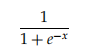 1
1 + e^{-x}